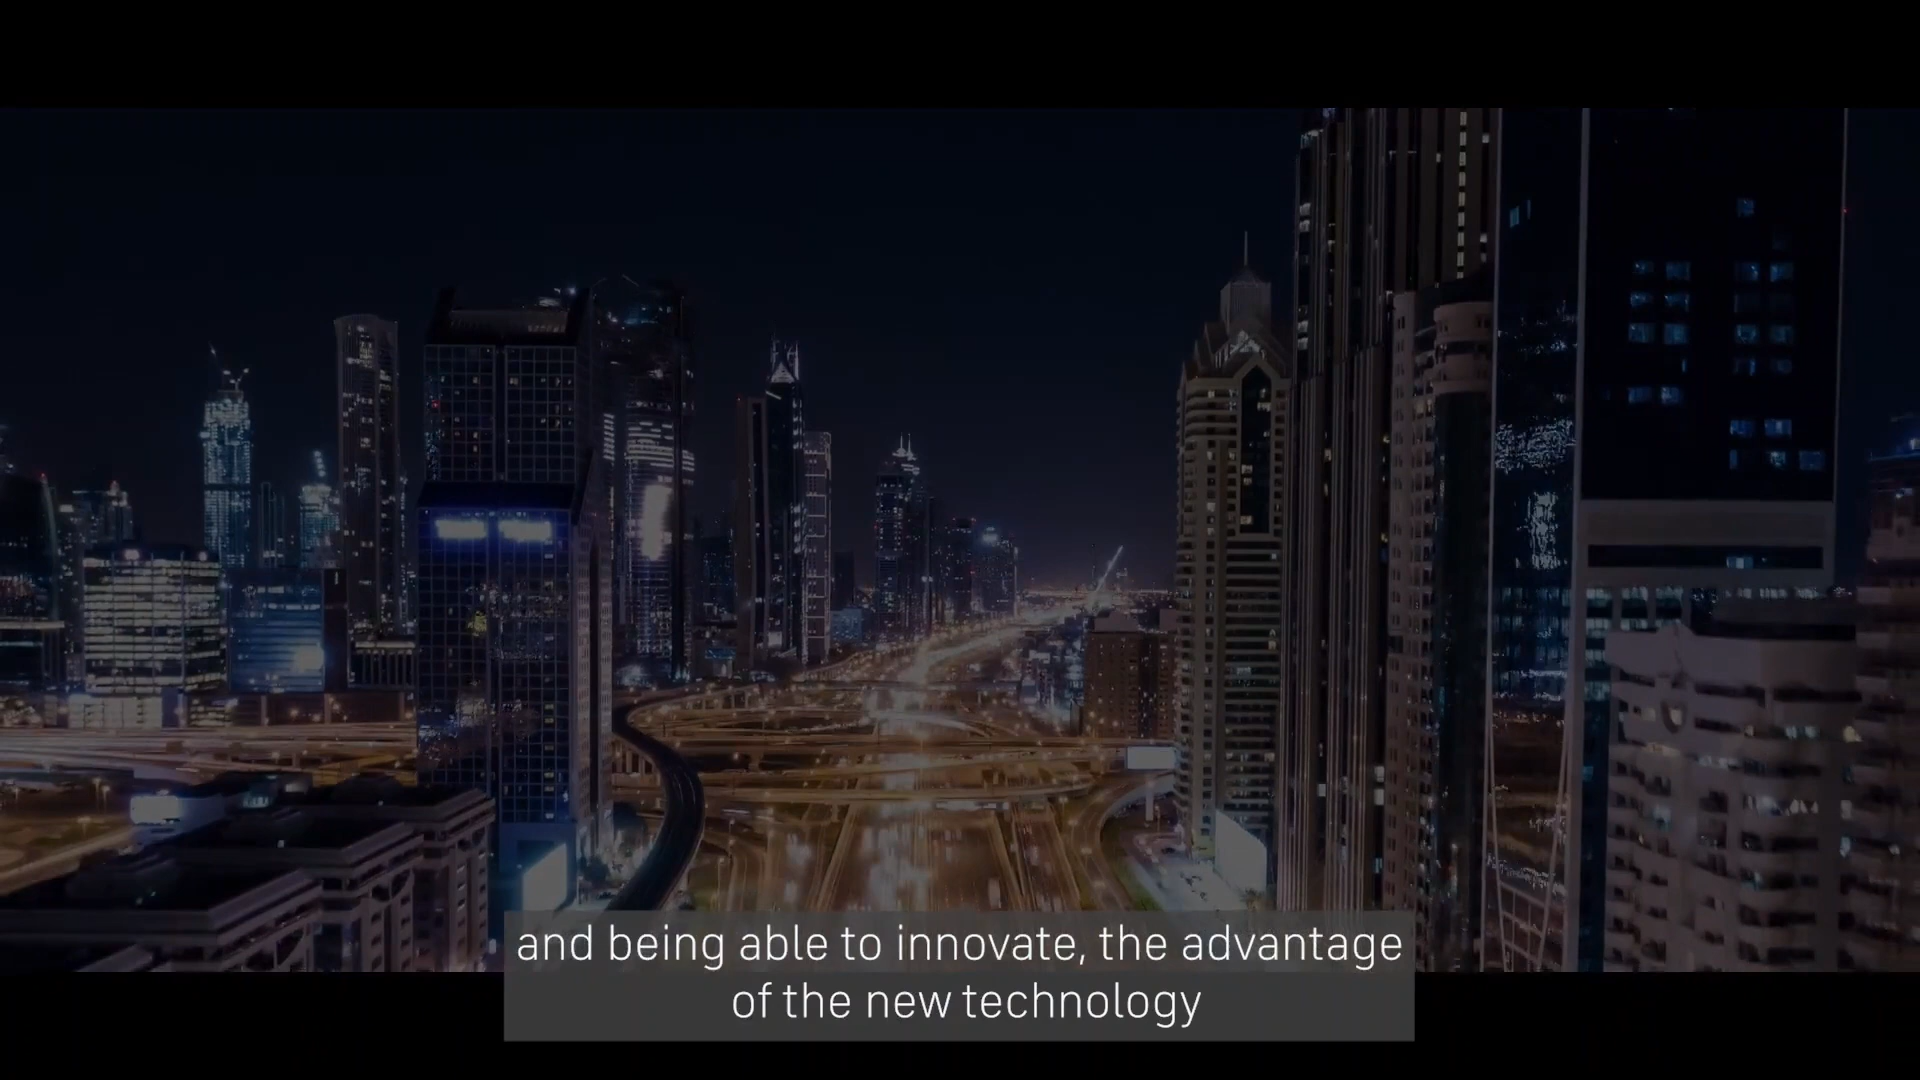 and being able to innovate, the advantage
of the new technology